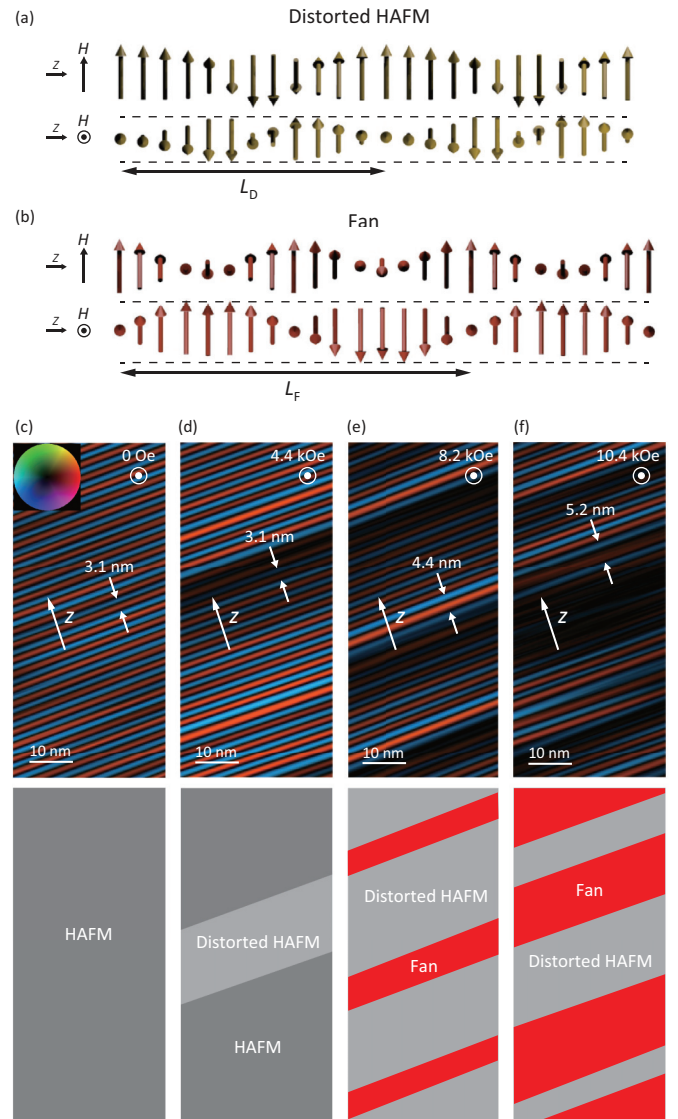 (a)
Distorted HAFM
H
z
H
z
L_D
(b)
Fan
H
z
H
z
L_F
(c)
(d)
(e)
(f)
0 Oe
4.4 kOe
8.2 kOe
10.4 kOe
3.1 nm
3.1 nm
4.4 nm
5.2 nm
z
z
z
z
10 nm
10 nm
10 nm
10 nm
HAFM
Distorted HAFM
HAFM
Distorted HAFM
Fan
Fan
Distorted HAFM